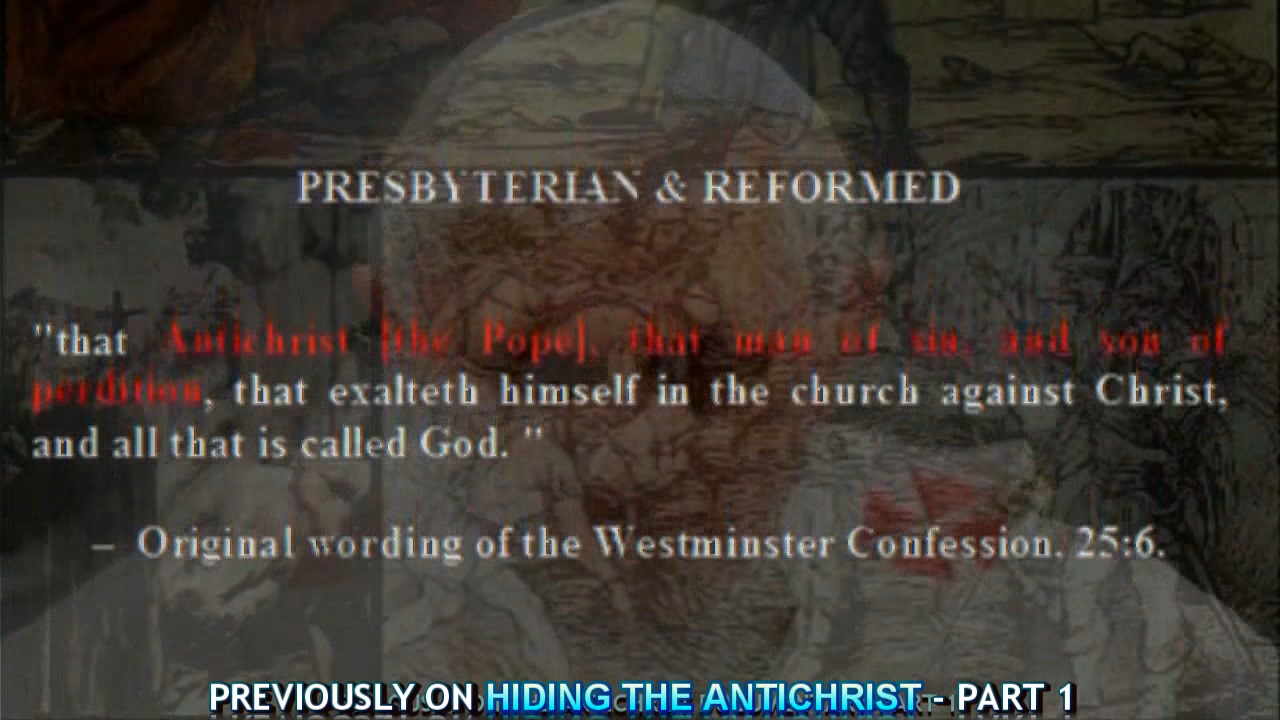 PRESBYTERIAN & REFORMED
"that Antichrist [the Pope], that man of sin, and son of
perdition, that exalteth himself in the church against Christ,
and all that is called God. "
– Original wording of the Westminster Confession. 25:6.
PREVIOUSLY ON HIDING THE ANTICHRIST - PART 1